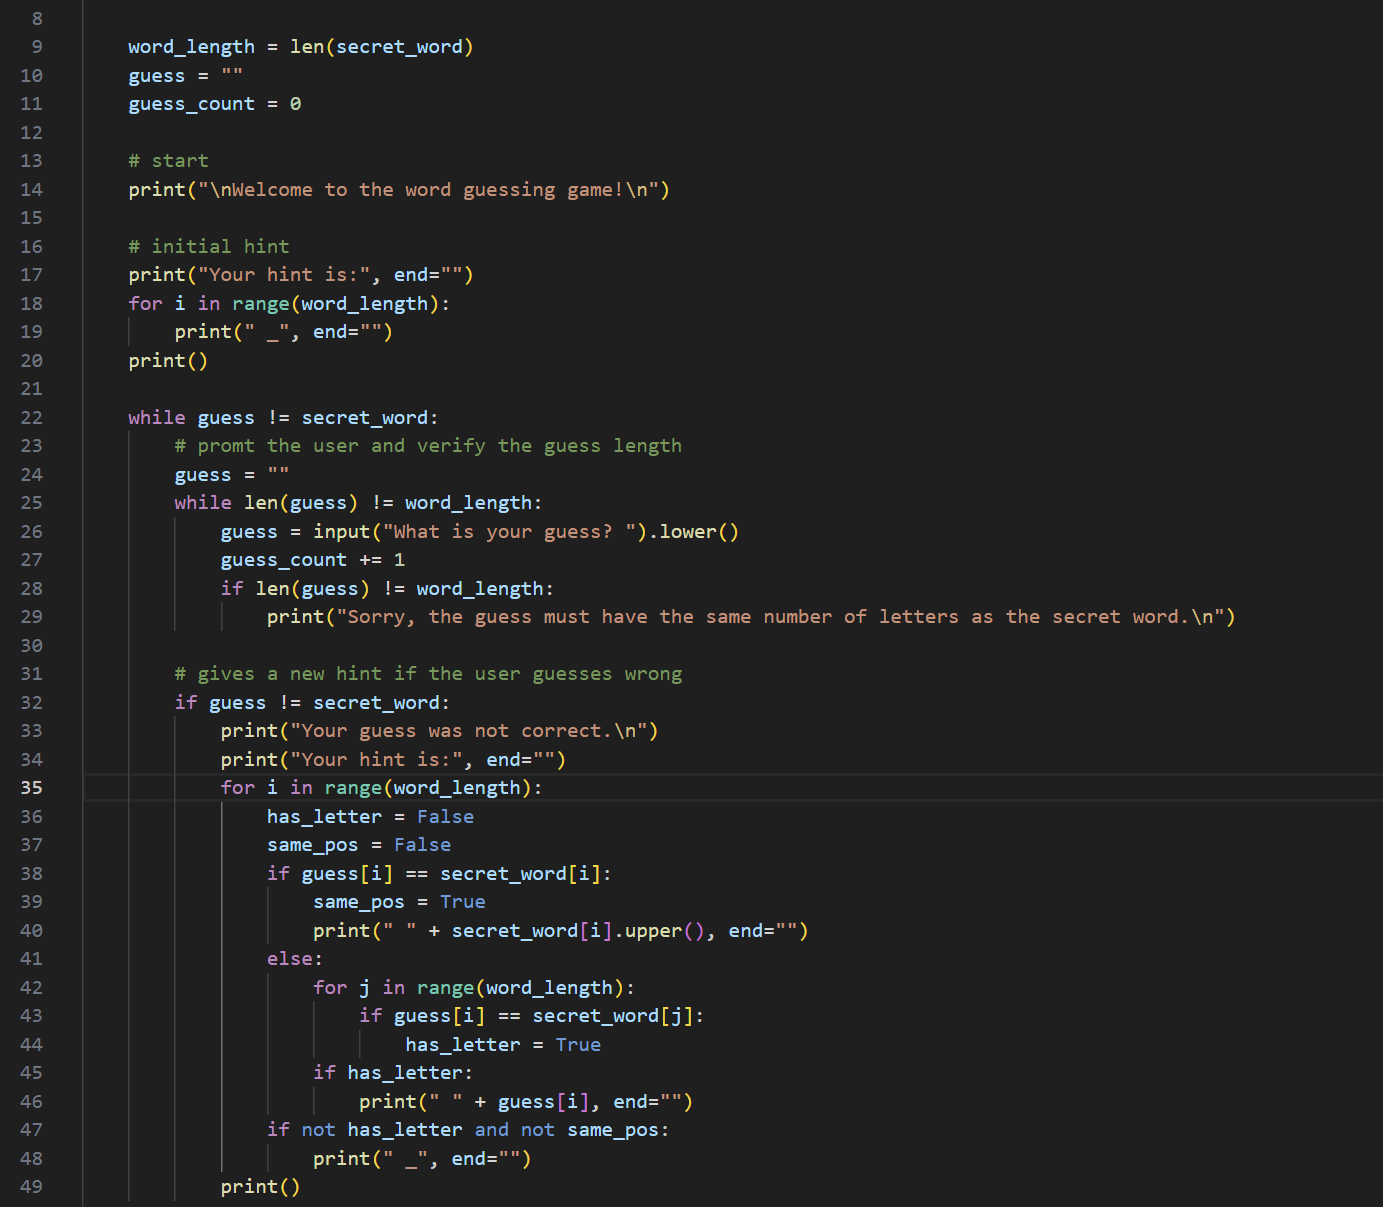 8
9 word_length = len(secret_word)
10 guess = ""
11 guess_count = 0
12
13 # start
14 print("\nWelcome to the word guessing game!\n")
15
16 # initial hint
17 print("Your hint is:", end="")
18 for i in range(word_length):
19 print(" _", end="")
20 print()
21
22 while guess != secret_word:
23 # promt the user and verify the guess length
24 guess = ""
25 while len(guess) != word_length:
26 guess = input("What is your guess? ").lower()
27 guess_count += 1
28 if len(guess) != word_length:
29 print("Sorry, the guess must have the same number of letters as the secret word.\n")
30
31 # gives a new hint if the user guesses wrong
32 if guess != secret_word:
33 print("Your guess was not correct.\n")
34 print("Your hint is:", end="")
35 for i in range(word_length):
36 has_letter = False
37 same_pos = False
38 if guess[i] == secret_word[i]:
39 same_pos = True
40 print(" " + secret_word[i].upper(), end="")
41 else:
42 for j in range(word_length):
43 if guess[i] == secret_word[j]:
44 has_letter = True
45 if has_letter:
46 print(" " + guess[i], end="")
47 if not has_letter and not same_pos:
48 print(" _", end="")
49 print()